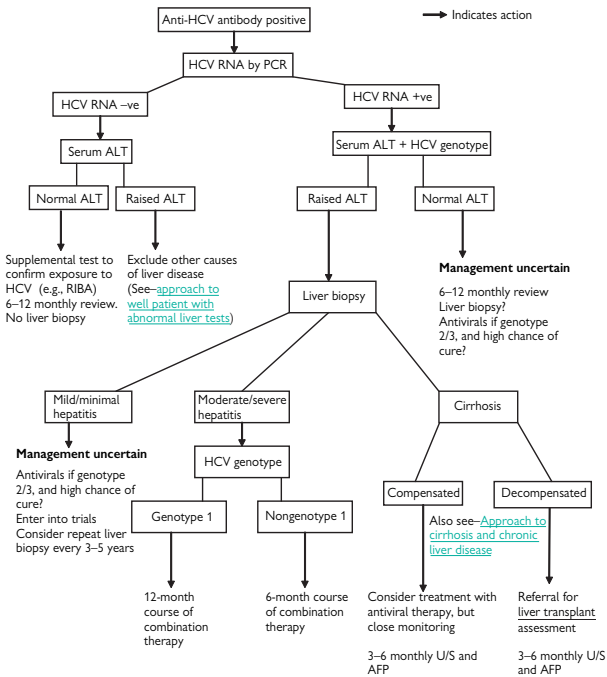 Anti-HCV antibody positive
Indicates action
HCV RNA by PCR
HCV RNA –ve
HCV RNA +ve
Serum ALT
Serum ALT + HCV genotype
Normal ALT
Raised ALT
Raised ALT
Normal ALT
Supplemental test to
confirm exposure to
HCV (e.g., RIBA)
6–12 monthly review.
No liver biopsy
Exclude other causes
of liver disease
(See–approach to
well patient with
abnormal liver tests)
Management uncertain
6–12 monthly review
Liver biopsy?
Antivirals if genotype
2/3, and high chance of
cure?
Liver biopsy
Mild/minimal
hepatitis
Moderate/severe
hepatitis
Cirrhosis
Management uncertain
Antivirals if genotype
2/3, and high chance of
cure?
Enter into trials
Consider repeat liver
biopsy every 3–5 years
HCV genotype
Genotype 1
Nongenotype 1
Compensated
Decompensated
Also see–Approach to
cirrhosis and chronic
liver disease
12-month
course of
combination
therapy
6-month course
of combination
therapy
Consider treatment with
antiviral therapy, but
close monitoring
3–6 monthly U/S and
AFP
Referral for
liver transplant
assessment
3–6 monthly U/S
and AFP